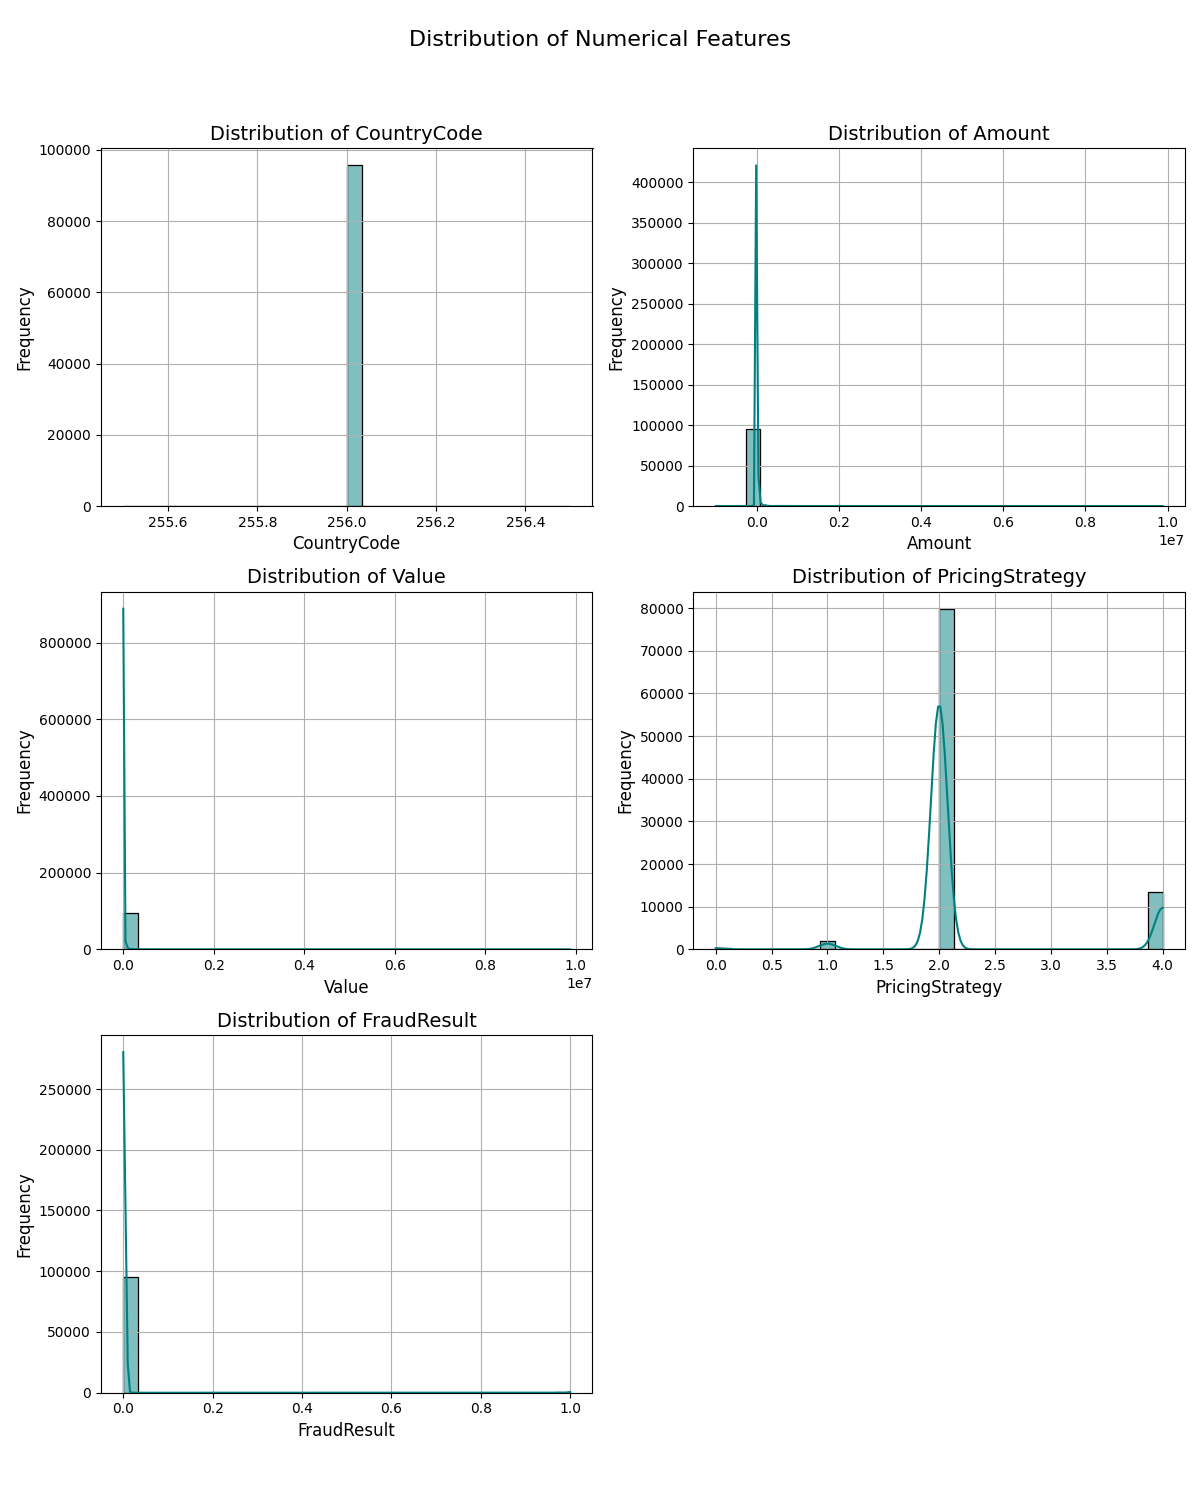 Distribution of Numerical Features
Distribution of CountryCode
100000
80000
60000
40000
20000
0
Frequency
255.6 255.8 256.0 256.2 256.4
CountryCode
Distribution of Amount
400000
350000
300000
250000
200000
150000
100000
50000
0
Frequency
0.0 0.2 0.4 0.6 0.8 1.0
1e7
Amount
Distribution of Value
800000
600000
400000
200000
0
Frequency
0.0 0.2 0.4 0.6 0.8 1.0
1e7
Value
Distribution of PricingStrategy
80000
70000
60000
50000
40000
30000
20000
10000
0
Frequency
0.0 0.5 1.0 1.5 2.0 2.5 3.0 3.5 4.0
PricingStrategy
Distribution of FraudResult
250000
200000
150000
100000
50000
0
Frequency
0.0 0.2 0.4 0.6 0.8 1.0
FraudResult